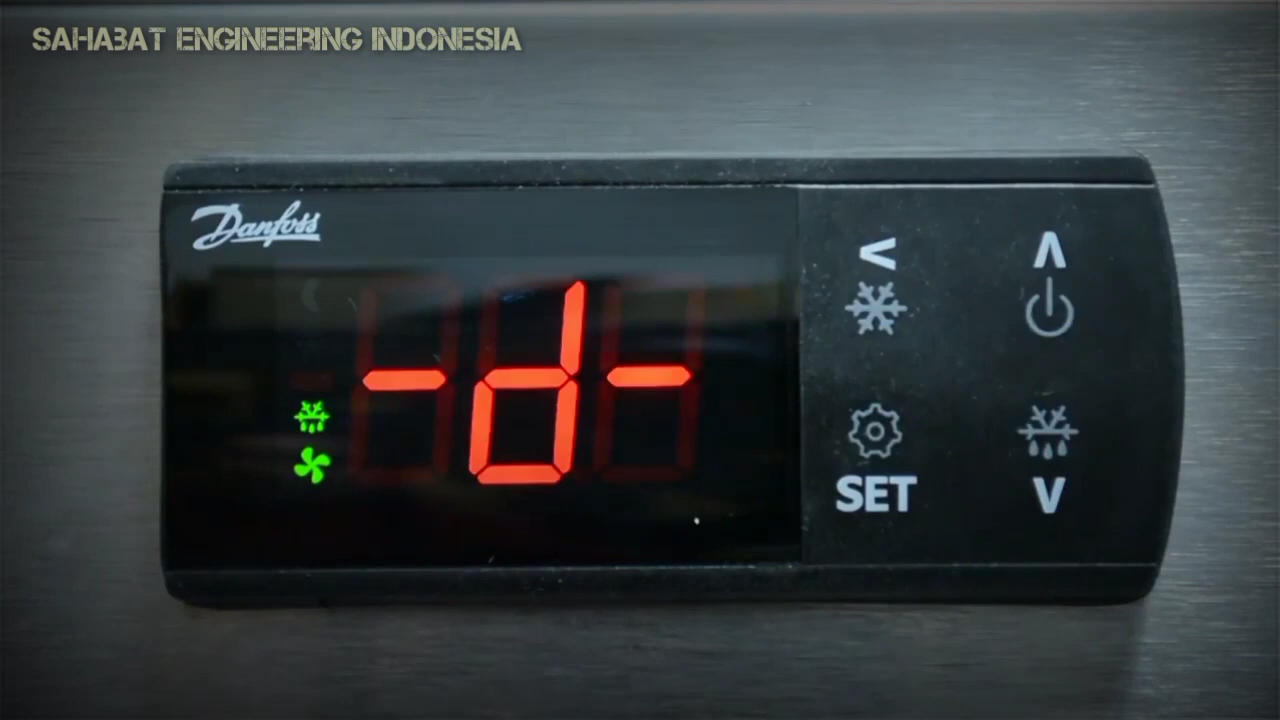 SAHABAT ENGINEERING INDONESIA
Danfoss
-d-
<
∧
SET
∨